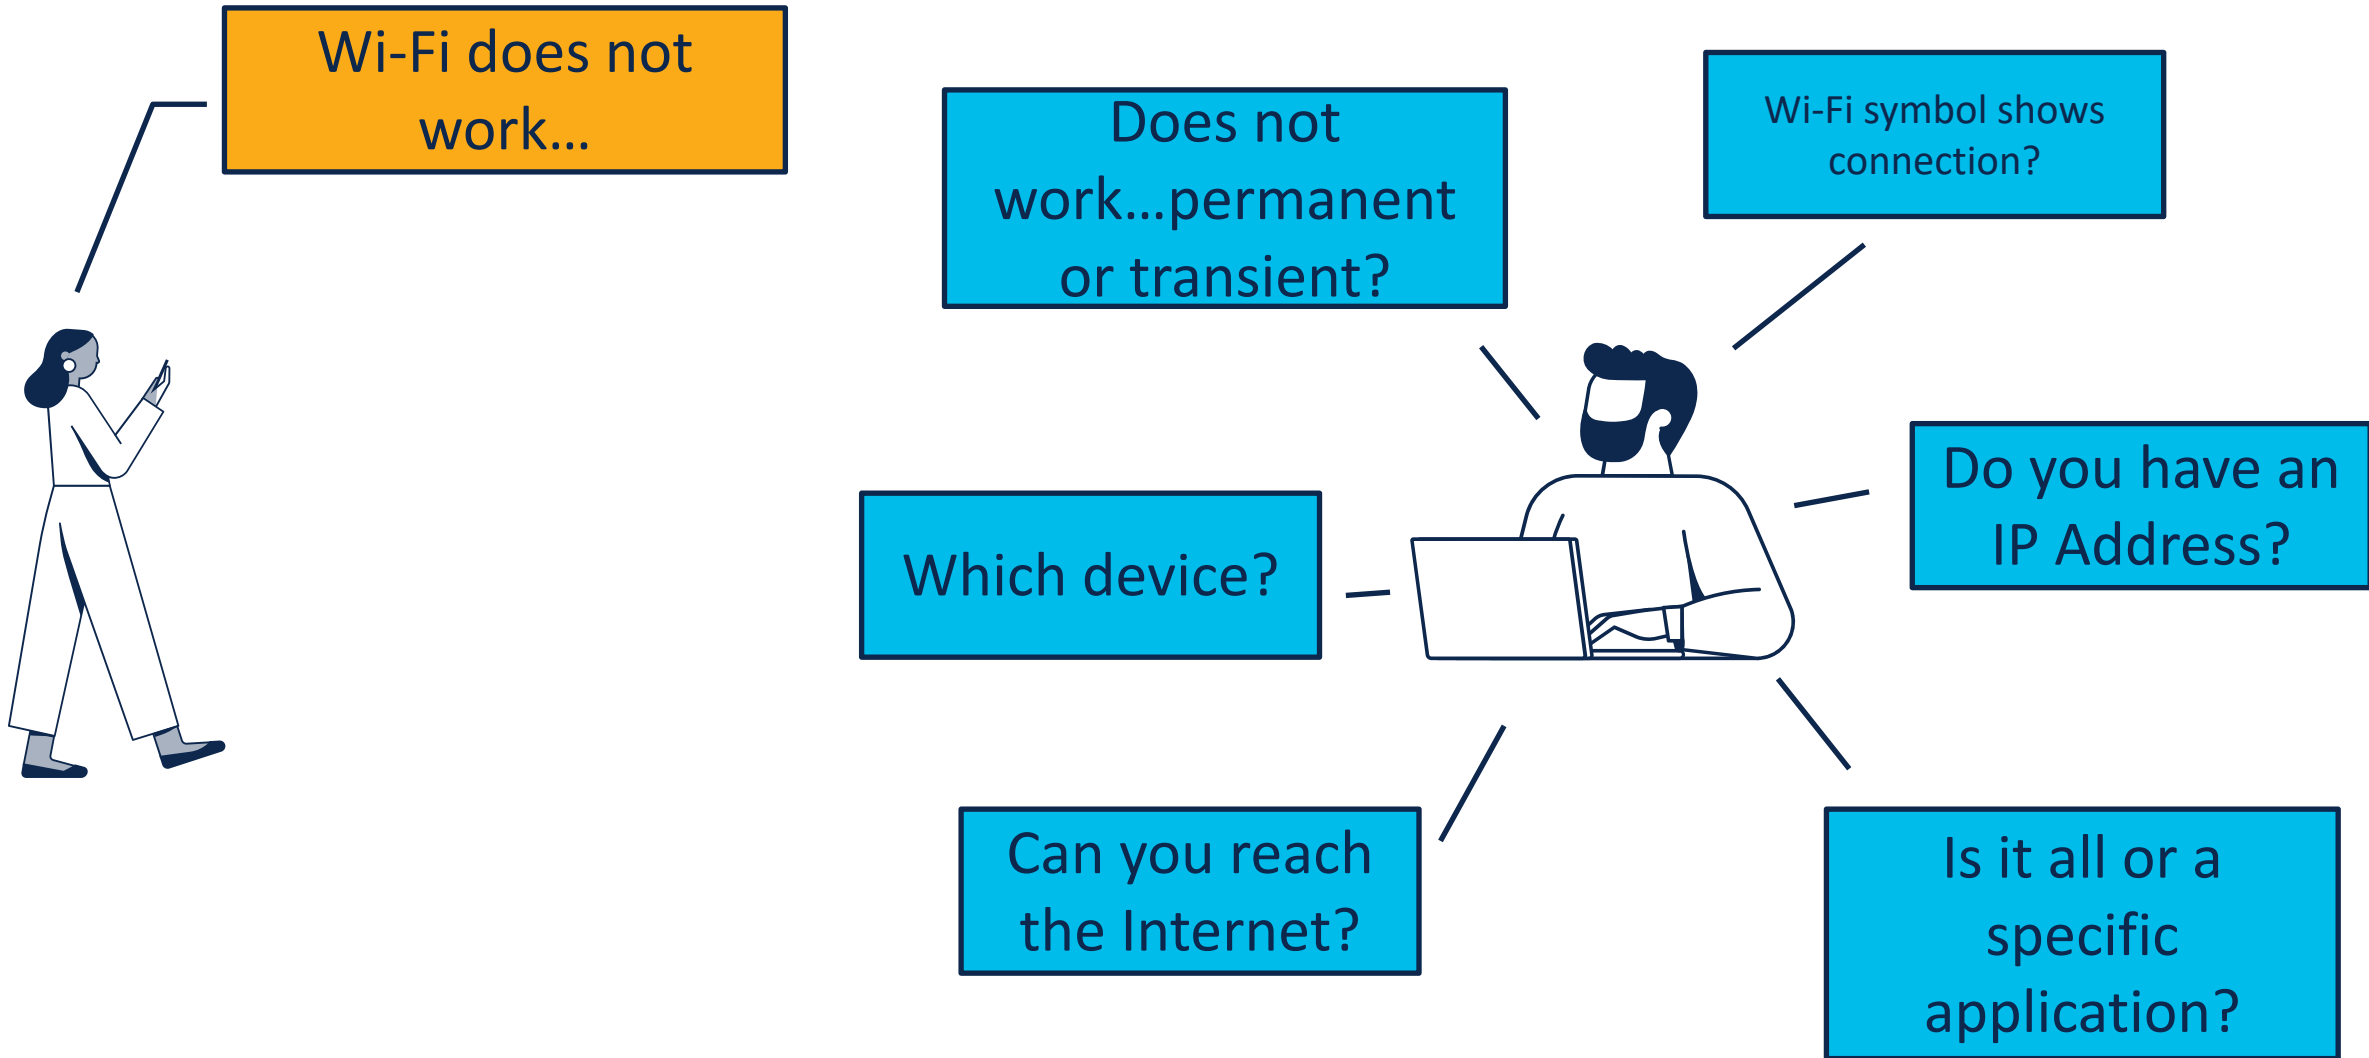 Wi-Fi does not
work…
Does not
work…permanent
or transient?
Wi-Fi symbol shows
connection?
Which device?
Do you have an
IP Address?
Can you reach
the Internet?
Is it all or a
specific
application?